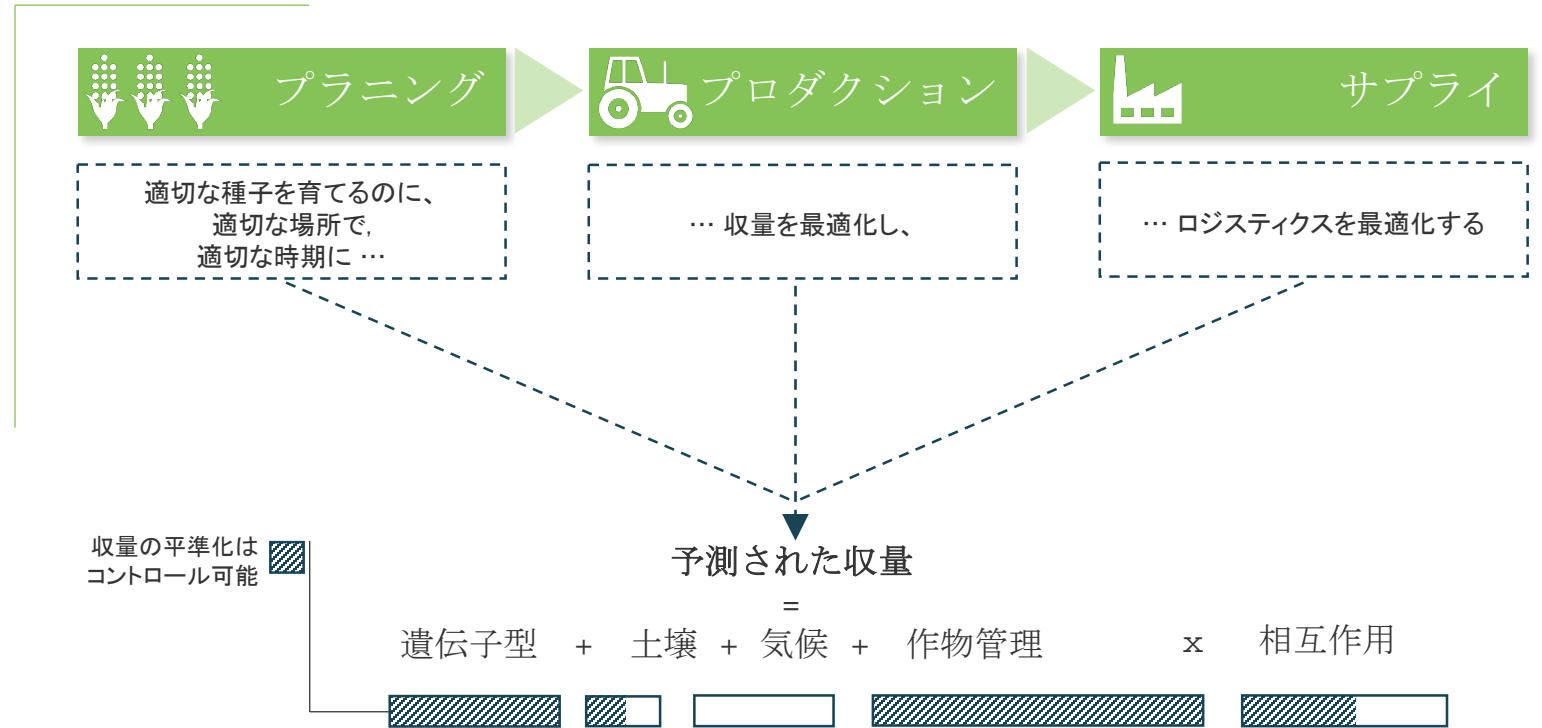 プラニング
プロダクション
サプライ
適切な種子を育てるのに、
適切な場所で,
適切な時期に …
… 収量を最適化し、
… ロジスティクスを最適化する
収量の平準化は
コントロール可能
予測された収量
=
遺伝子型 + 土壌 + 気候 + 作物管理 x 相互作用